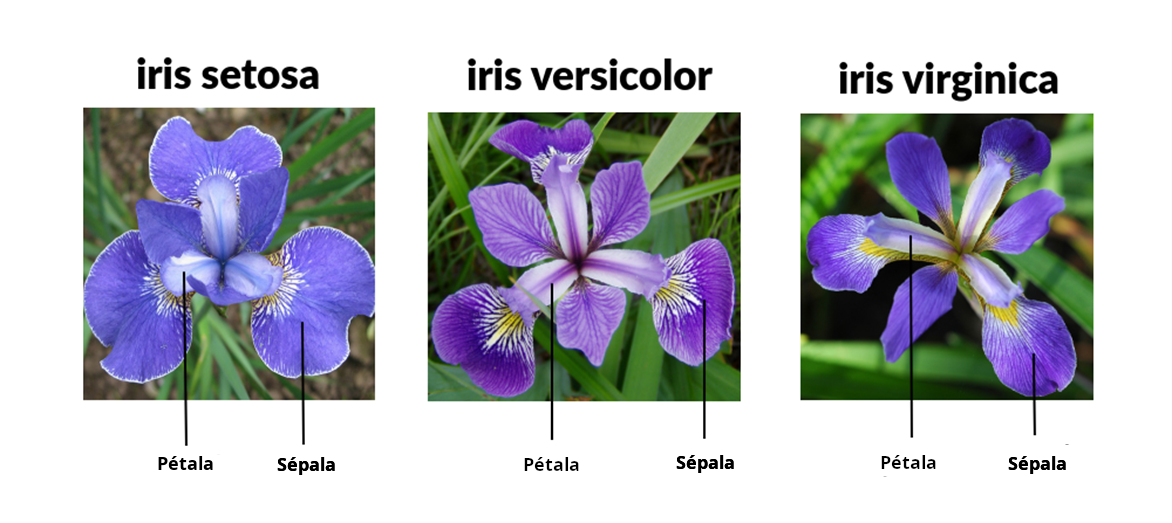 iris setosa
iris versicolor
iris virginica
Pétala
Sépala
Pétala
Sépala
Pétala
Sépala